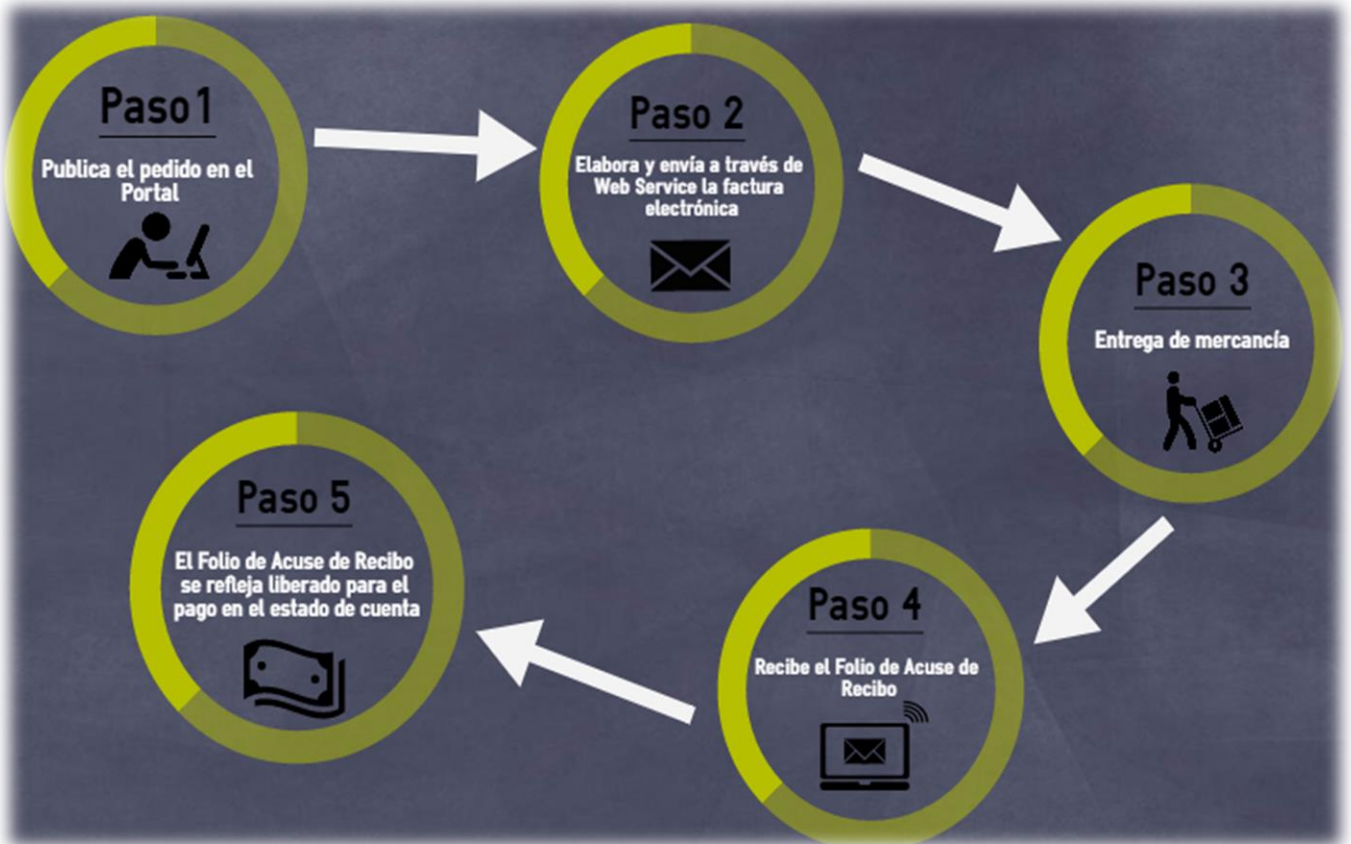 Paso 1
Publica el pedido en el
Portal
Paso 2
Elabora y envía a través de
Web Service la factura
electrónica
Paso 3
Entrega de mercancía
Paso 4
Recibe el Folio de Acuse de
Recibo
Paso 5
El Folio de Acuse de Recibo
se refleja liberado para el
pago en el estado de cuenta